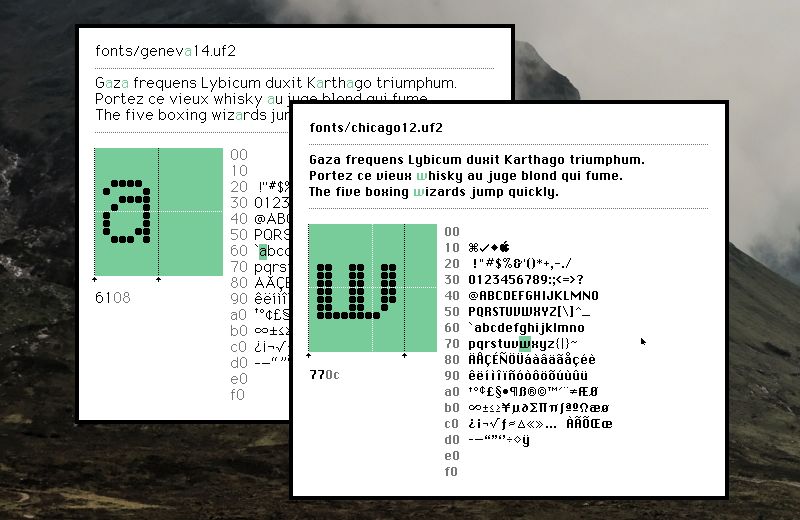 fonts/geneva14.uf2
Gaza frequens Lybicum duxit Karthago triumphum.
Portez ce vieux whisky au juge blond qui fume.
The five boxing wizards jum
00
10
20 !"#$%
30 0123
40 @ABC
50 PQRS
60 `abcd
70 pqrs
80 ÄÅÇÉ
90 êëíìî
a0 †°¢£§
b0 ∞±≤≥
c0 ¿¡¬√
d0 –—“”
e0
f0
a
6108
fonts/chicago12.uf2
Gaza frequens Lybicum duxit Karthago triumphum.
Portez ce vieux whisky au juge blond qui fume.
The five boxing wizards jump quickly.
00
10 ⌘✓◆
20 !"#$%&'()*+,-./
30 0123456789:;<=>?
40 @ABCDEFGHIJKLMNO
50 PQRSTUVWXYZ[\]^_
60 `abcdefghijklmno
70 pqrstuvwxyz{|}~
80 ÄÅÇÉÑÖÜáàâäãåçéè
90 êëíìîïñóòôöõúùûü
a0 †°¢£§•¶ß®©™´¨≠ÆØ
b0 ∞±≤≥¥µ∂∑∏π∫ªºΩæø
c0 ¿¡¬√ƒ≈∆«»… ÀÃÕŒœ
d0 –—“”‘’÷◊ÿ
e0
f0
w
770c